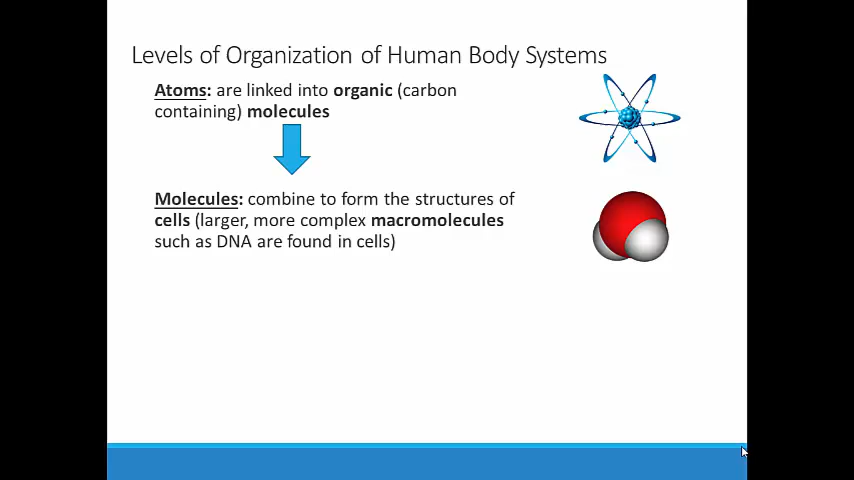 Levels of Organization of Human Body Systems
Atoms: are linked into organic (carbon
containing) molecules
Molecules: combine to form the structures of
cells (larger, more complex macromolecules
such as DNA are found in cells)